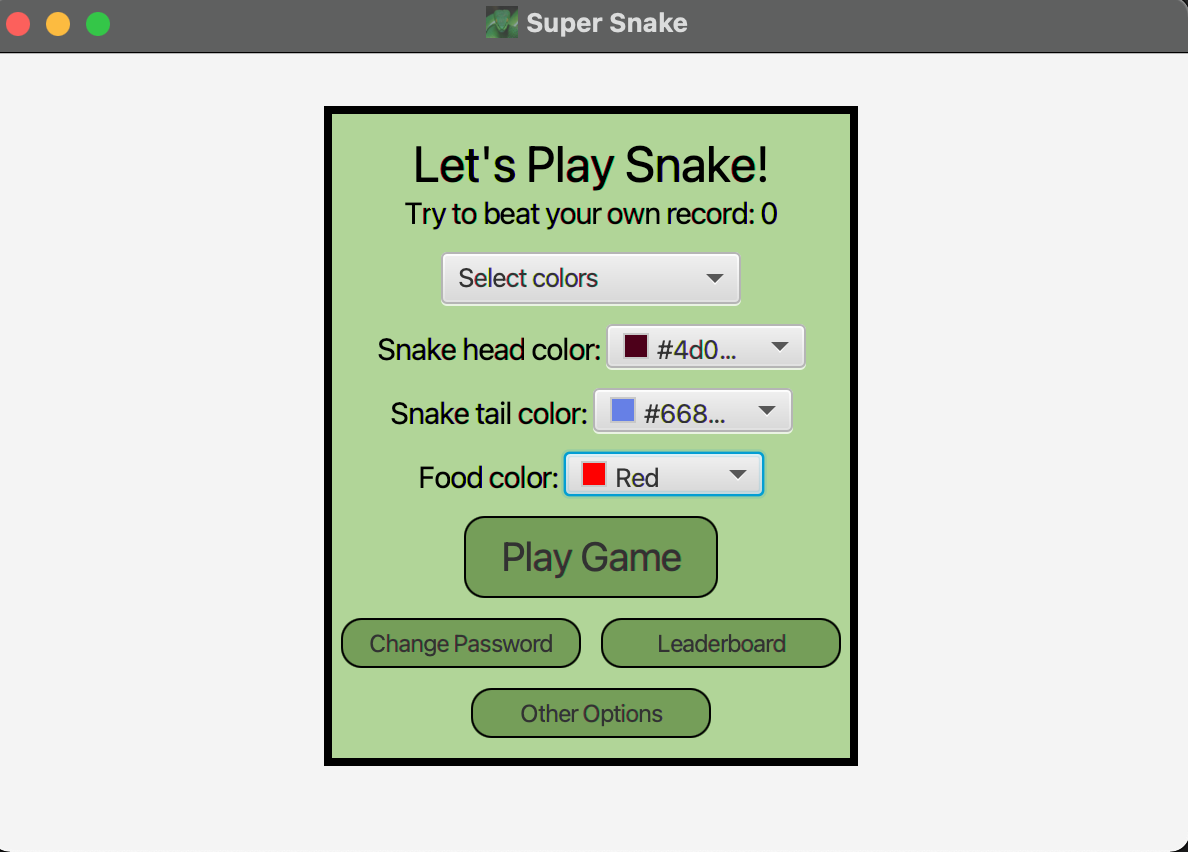 Super Snake
Let's Play Snake!
Try to beat your own record: 0
Select colors
Snake head color: #4d0...
Snake tail color: #668...
Food color: Red
Play Game
Change Password Leaderboard
Other Options